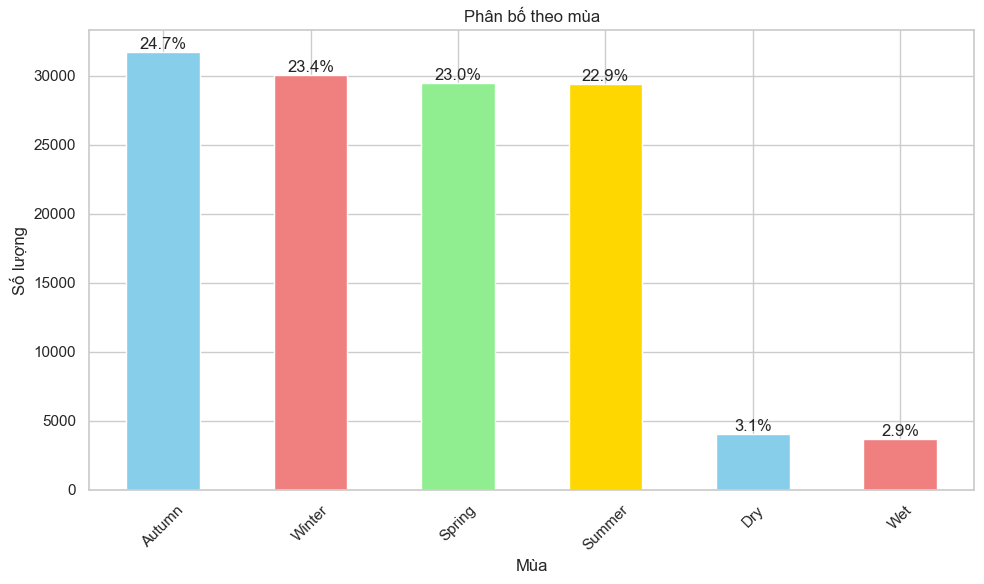 Phân bố theo mùa
24.7%
23.4%
23.0%
22.9%
3.1%
2.9%
Số lượng
30000
25000
20000
15000
10000
5000
0
Autumn
Winter
Spring
Summer
Dry
Wet
Mùa